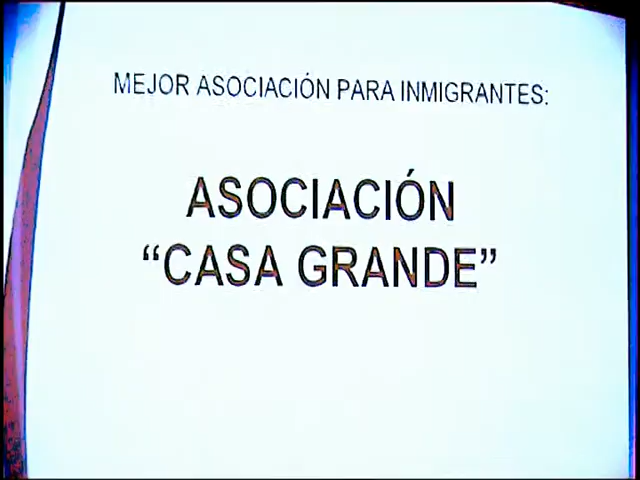 MEJOR ASOCIACIÓN PARA INMIGRANTES:
ASOCIACIÓN
“CASA GRANDE”